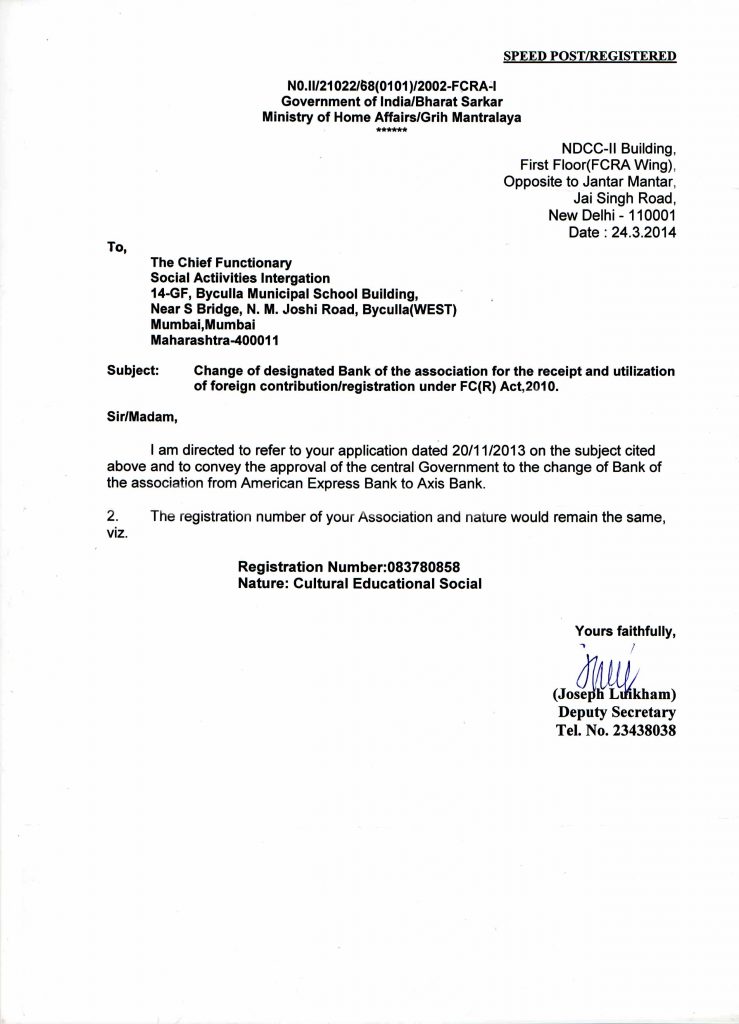 SPEED POST/REGISTERED
N0.II/21022/68(0101)/2002-FCRA-I
Government of India/Bharat Sarkar
Ministry of Home Affairs/Grih Mantralaya
******
NDCC-II Building,
First Floor(FCRA Wing),
Opposite to Jantar Mantar,
Jai Singh Road,
New Delhi - 110001
Date : 24.3.2014
To,
The Chief Functionary
Social Actiivities Intergation
14-GF, Byculla Municipal School Building,
Near S Bridge, N. M. Joshi Road, Byculla(WEST)
Mumbai,Mumbai
Maharashtra-400011
Subject: Change of designated Bank of the association for the receipt and utilization
of foreign contribution/registration under FC(R) Act,2010.
Sir/Madam,
I am directed to refer to your application dated 20/11/2013 on the subject cited
above and to convey the approval of the central Government to the change of Bank of
the association from American Express Bank to Axis Bank.
2. The registration number of your Association and nature would remain the same,
viz.
Registration Number:083780858
Nature: Cultural Educational Social
Yours faithfully,
(Joseph Luikham)
Deputy Secretary
Tel. No. 23438038